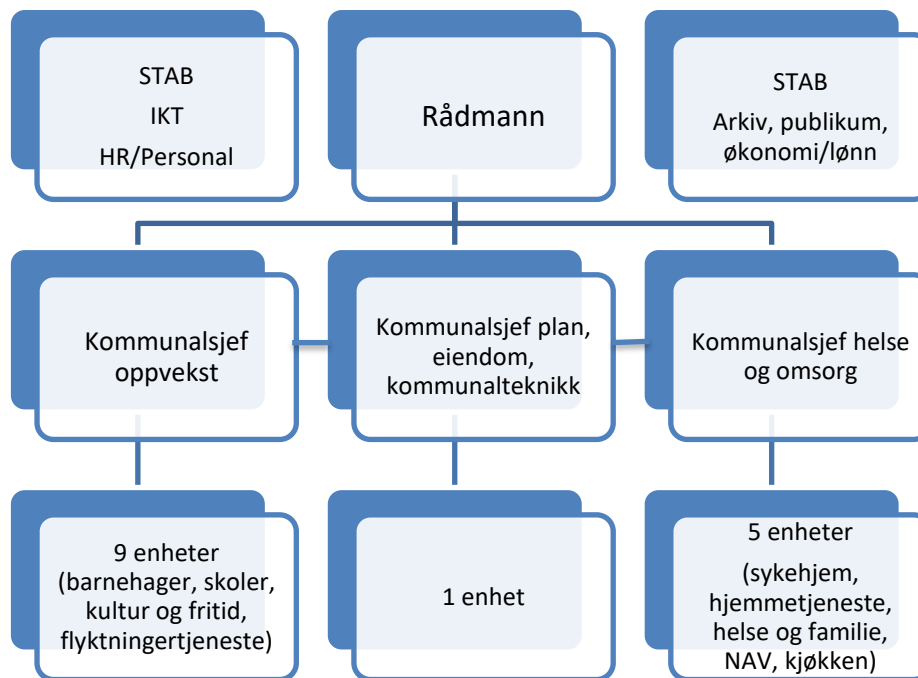 STAB
IKT
HR/Personal
Rådmann
STAB
Arkiv, publikum,
økonomi/lønn
Kommunalsjef
oppvekst
Kommunalsjef plan,
eiendom,
kommunalteknikk
Kommunalsjef helse
og omsorg
9 enheter
(barnehager, skoler,
kultur og fritid,
flyktningertjeneste)
1 enhet
5 enheter
(sykehjem,
hjemmetjeneste,
helse og familie,
NAV, kjøkken)